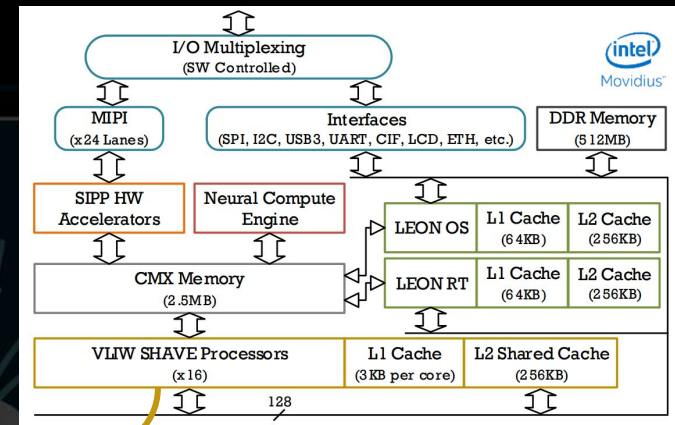 I/O Multiplexing
(SW Controlled)
intel
Movidius™
MIPI
(x24 Lanes)
Interfaces
(SPI, I2C, USB3, UART, CIF, LCD, ETH, etc.)
DDR Memory
(512MB)
SIPP HW
Accelerators
Neural Compute
Engine
LEON OS
L1 Cache
(64KB)
L2 Cache
(256KB)
CMX Memory
(2.5MB)
LEON RT
L1 Cache
(64KB)
L2 Cache
(256KB)
VLIW SHAVE Processors
(x16)
L1 Cache
(3KB per core)
L2 Shared Cache
(256KB)
128